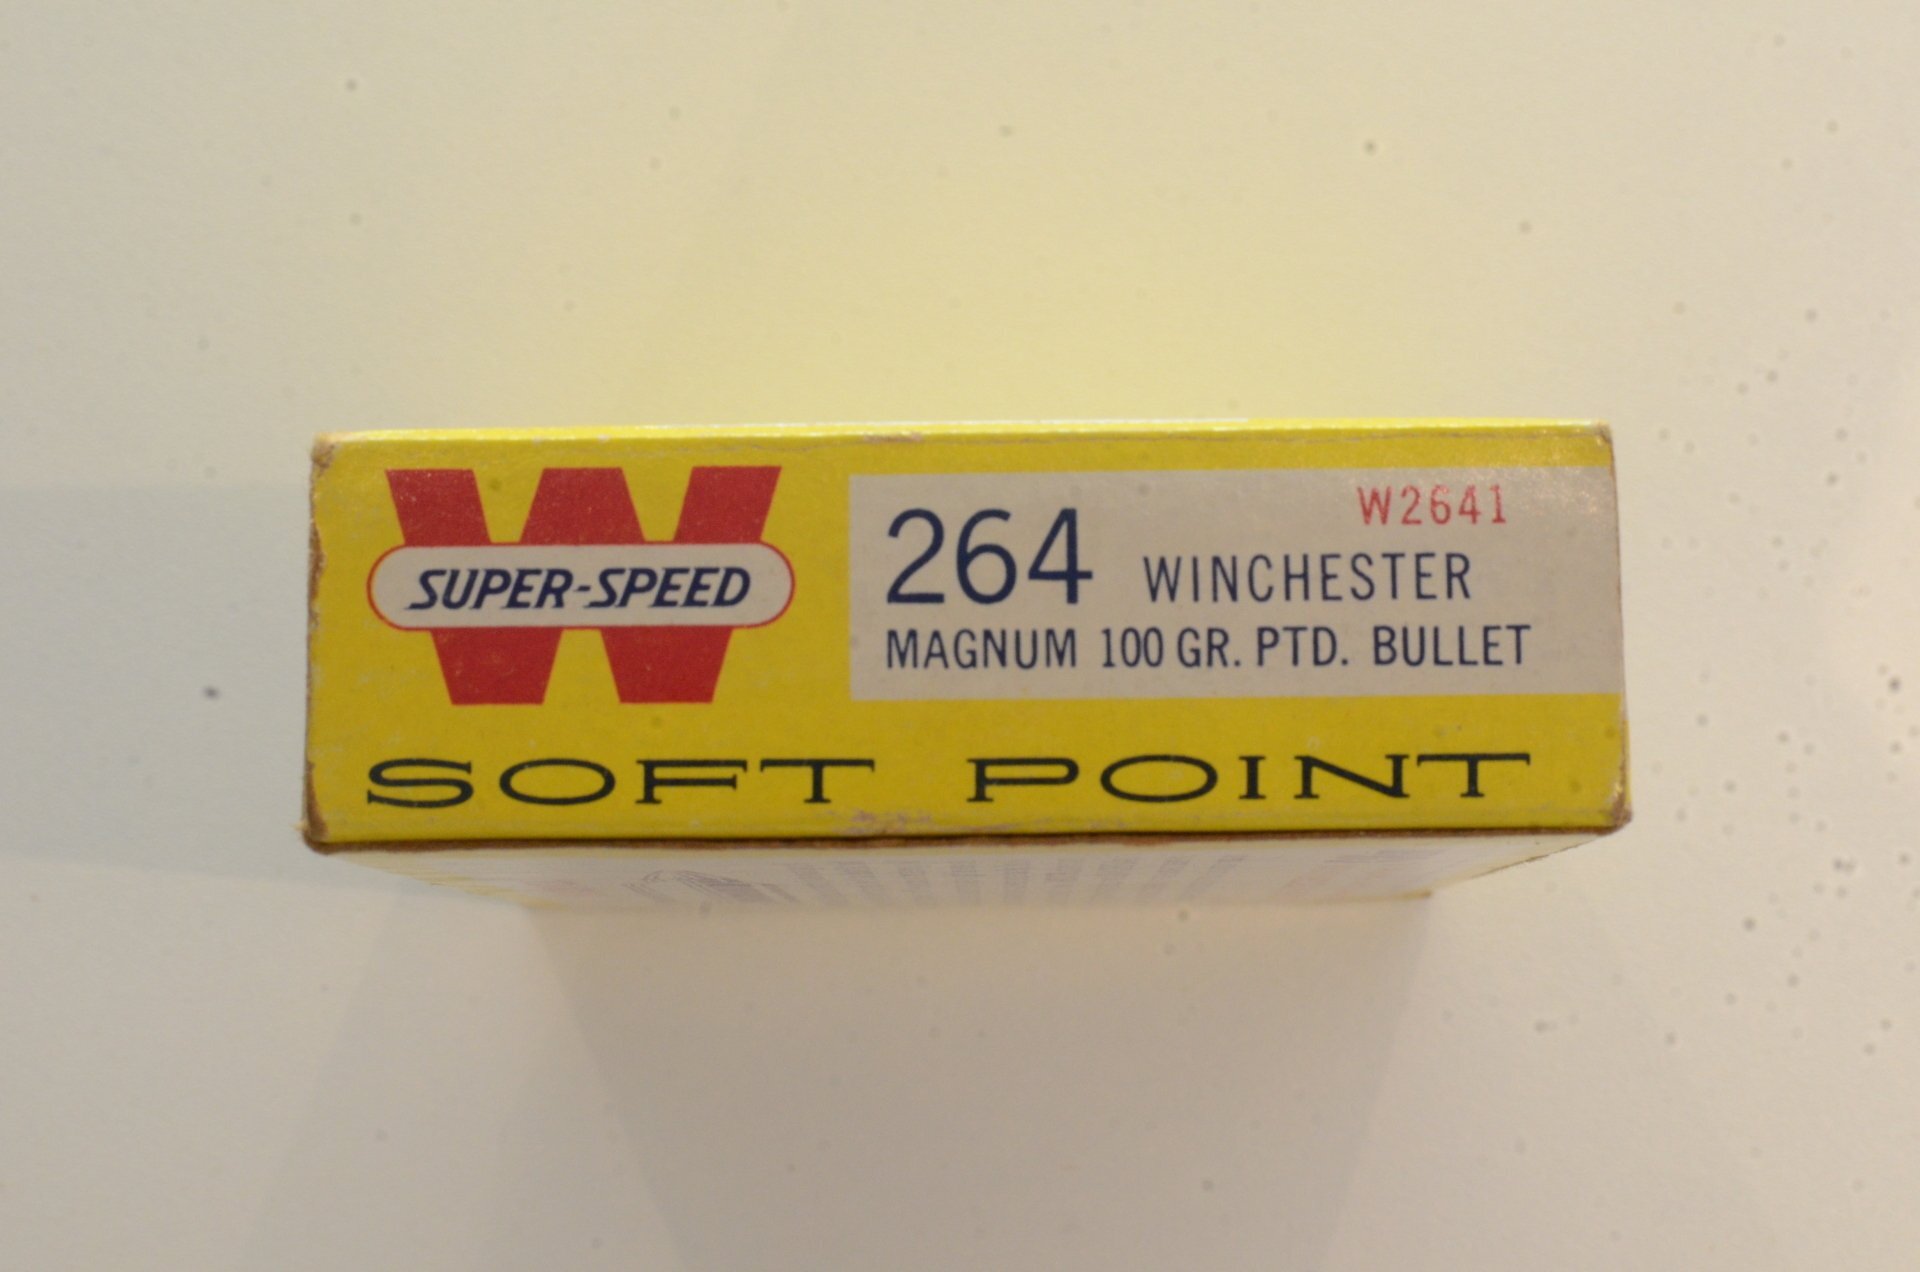 W
SUPER-SPEED
W2641
264 WINCHESTER
MAGNUM 100 GR. PTD. BULLET
SOFT POINT